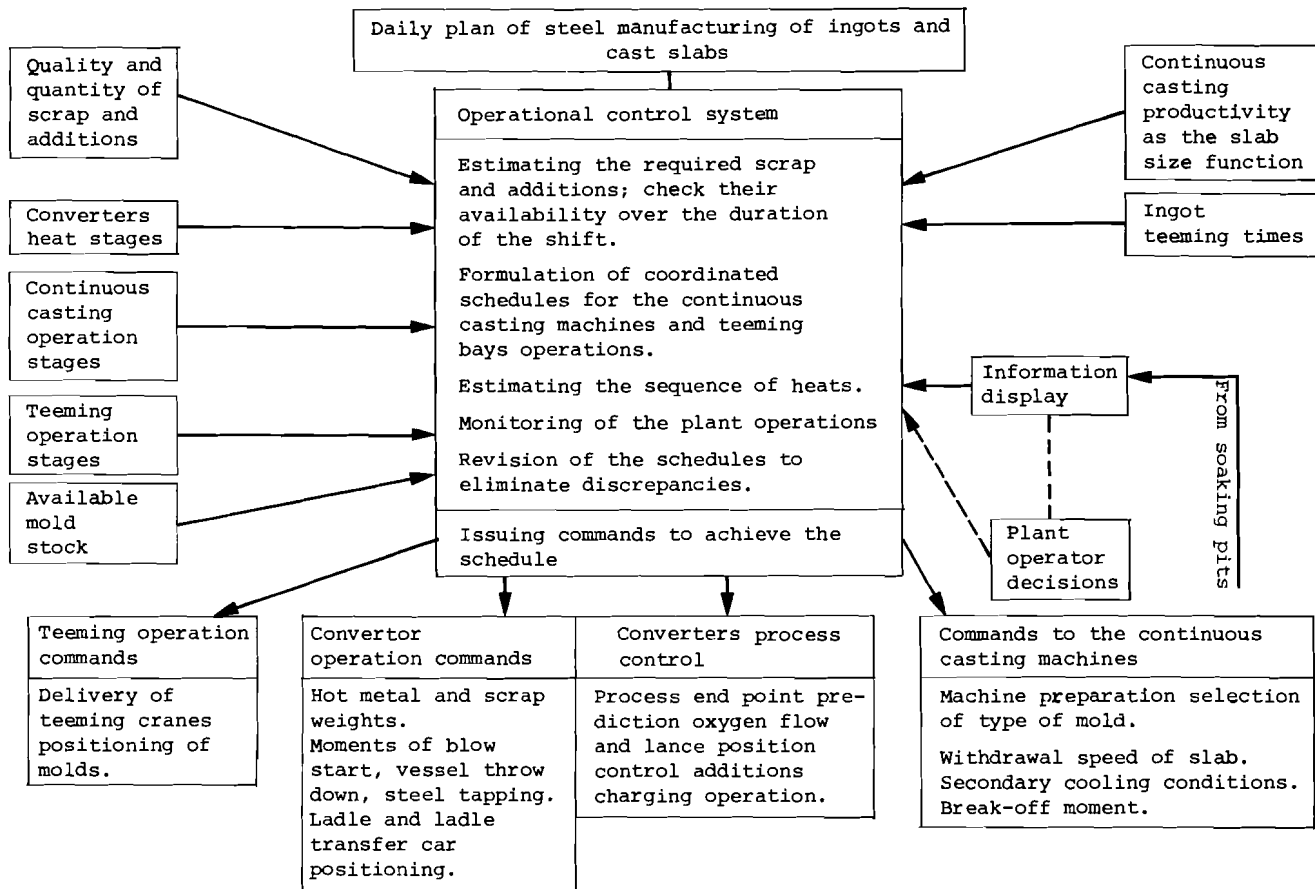 Daily plan of steel manufacturing of ingots and
cast slabs
Quality and
quantity of
scrap and
additions
Converters
heat stages
Continuous
casting
operation
stages
Teeming
operation
stages
Available
mold
stock
Operational control system
Estimating the required scrap
and additions; check their
availability over the duration
of the shift.
Formulation of coordinated
schedules for the continuous
casting machines and teeming
bays operations.
Estimating the sequence of heats.
Monitoring of the plant operations
Revision of the schedules to
eliminate discrepancies.
Issuing commands to achieve the
schedule
Continuous
casting
productivity
as the slab
size function
Ingot
teeming times
Information
display
From soaking pits
Plant
operator
decisions
Teeming operation
commands
Delivery of
teeming cranes
positioning of
molds.
Convertor
operation commands
Hot metal and scrap
weights.
Moments of blow
start, vessel throw
down, steel tapping.
Ladle and ladle
transfer car
positioning.
Converters process
control
Process end point pre-
diction oxygen flow
and lance position
control additions
charging operation.
Commands to the continuous
casting machines
Machine preparation selection
of type of mold.
Withdrawal speed of slab.
Secondary cooling conditions.
Break-off moment.